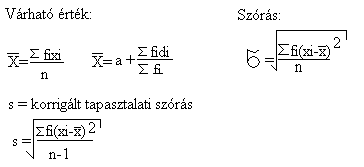 Várható érték:
Szórás:
x̅ = Σ fixi / n
x̅ = a + Σ fidi / Σ fi.
б = √(Σfi(xi-x̅)² / n)
s = korrigált tapasztalati szórás
s = √(Σfi(xi-x̅)² / n-1)